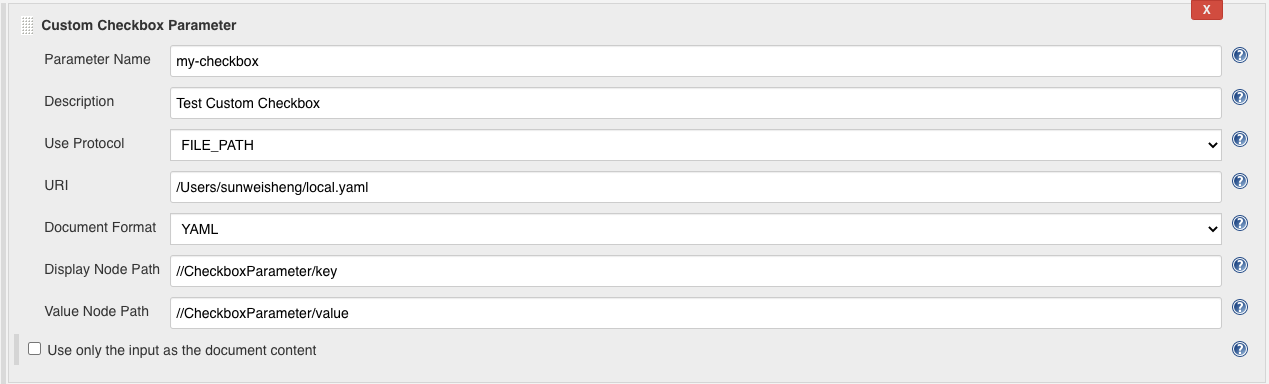 X
Custom Checkbox Parameter
Parameter Name my-checkbox ?
Description Test Custom Checkbox ?
Use Protocol FILE_PATH ?
URI /Users/sunweisheng/local.yaml ?
Document Format YAML ?
Display Node Path //CheckboxParameter/key ?
Value Node Path //CheckboxParameter/value ?
Use only the input as the document content ?